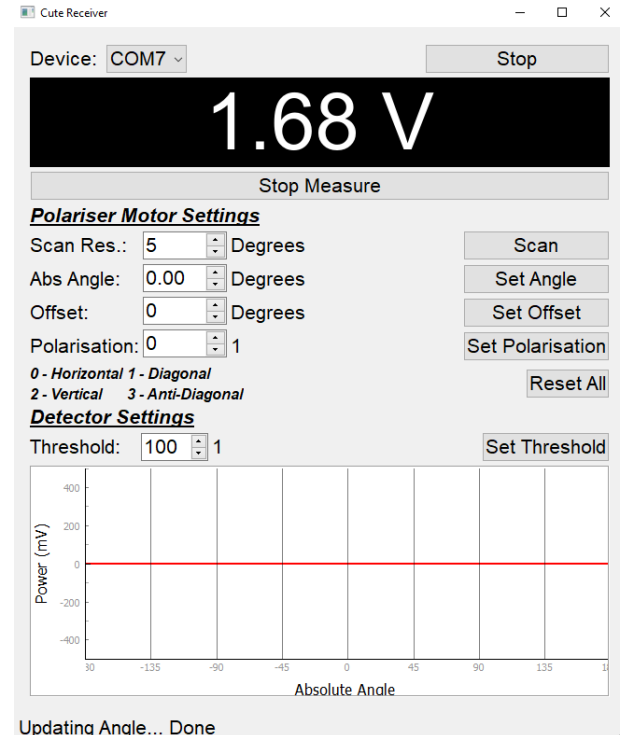 Cute Receiver
Device: COM7 Stop
1.68 V
Stop Measure
Polariser Motor Settings
Scan Res.: 5 Degrees Scan
Abs Angle: 0.00 Degrees Set Angle
Offset: 0 Degrees Set Offset
Polarisation: 0 1 Set Polarisation
0 - Horizontal 1 - Diagonal
2 - Vertical 3 - Anti-Diagonal
Reset All
Detector Settings
Threshold: 100 1 Set Threshold
Power (mV)
400
200
0
-200
-400
30 -135 -90 -45 0 45 90 135 1
Absolute Angle
Updating Angle... Done